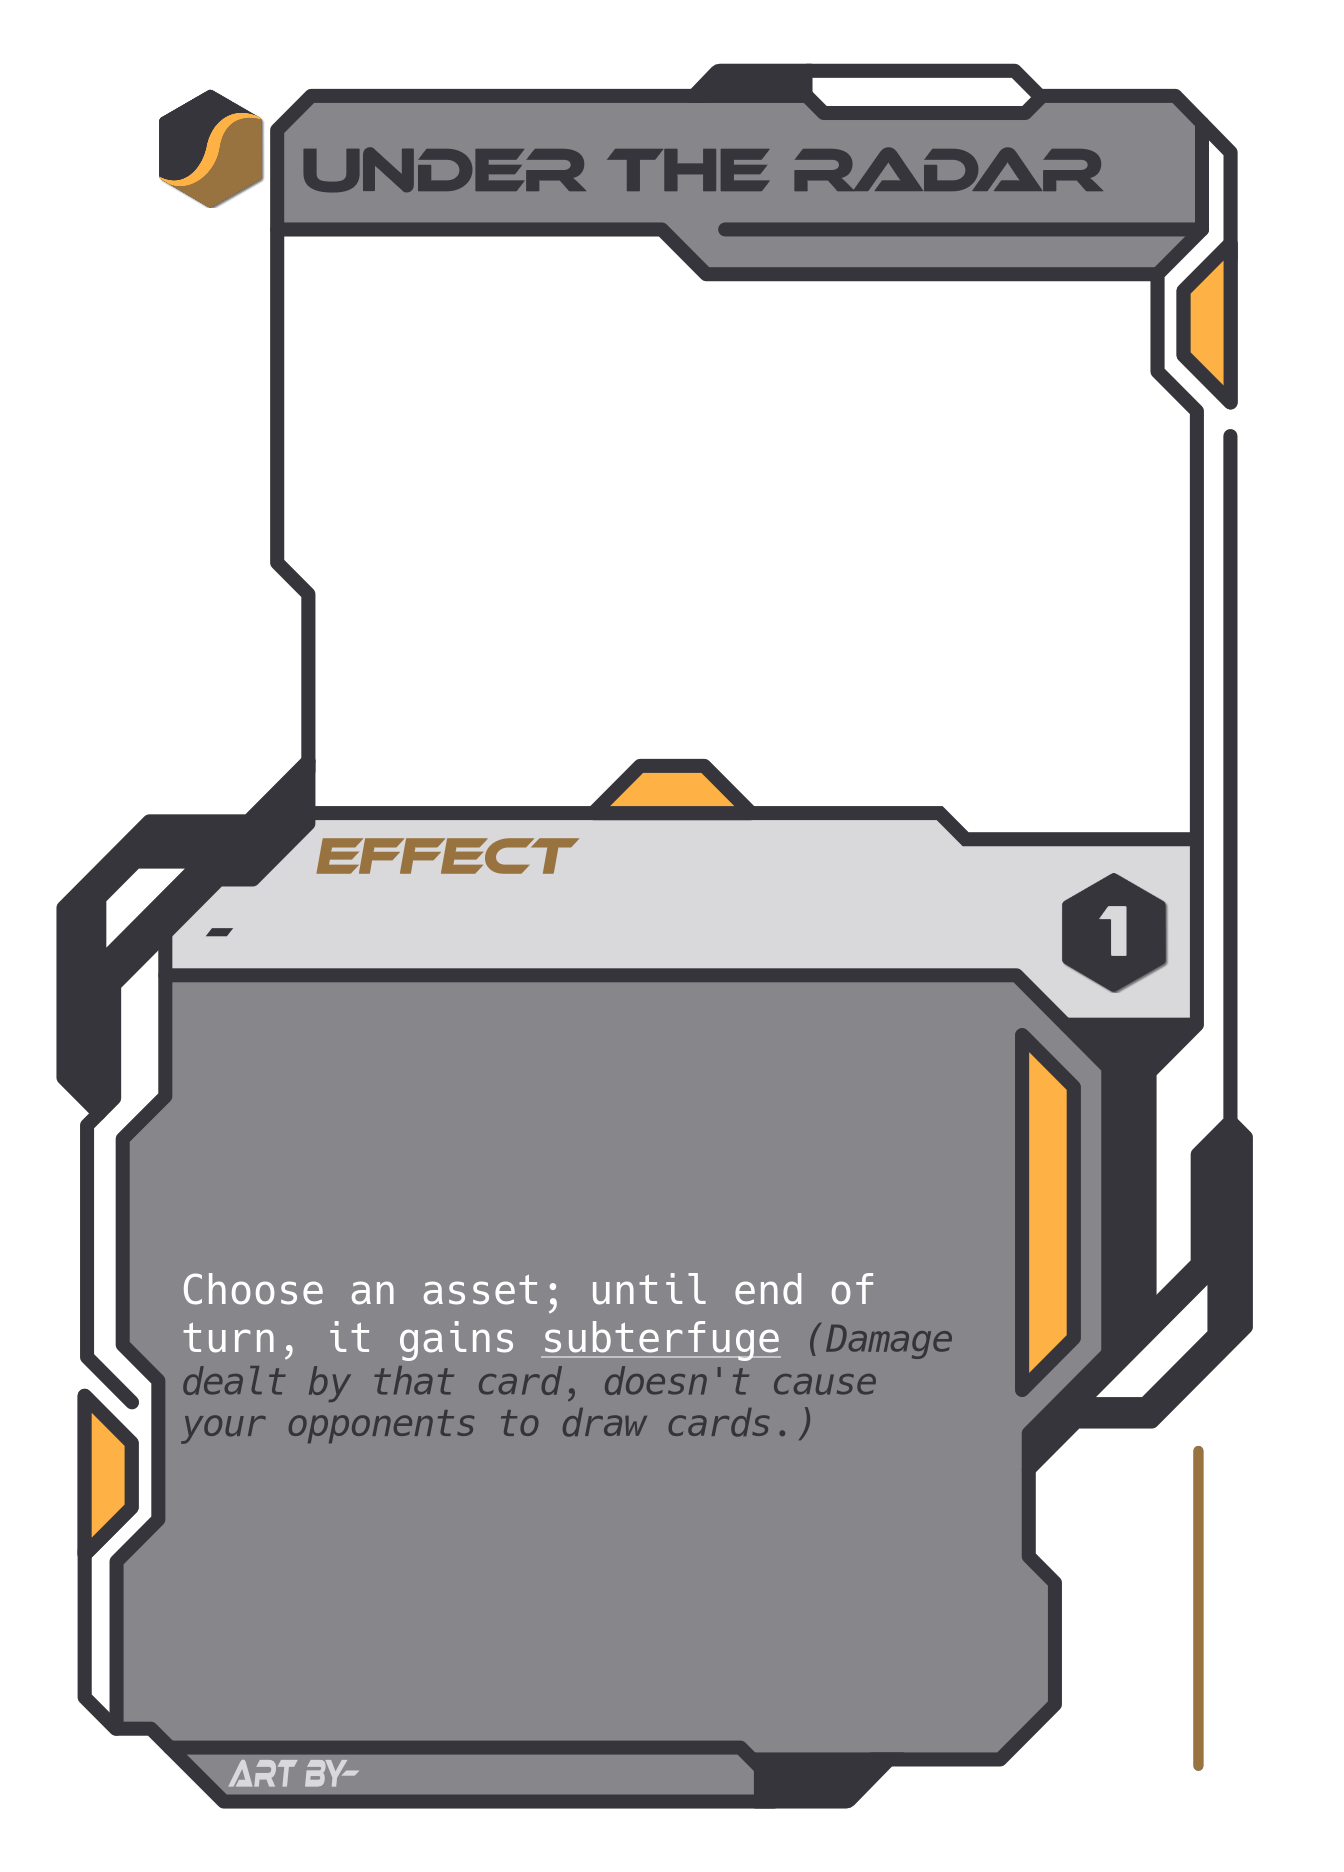 UNDER THE RADAR
EFFECT
-
1
Choose an asset; until end of
turn, it gains subterfuge (Damage
dealt by that card, doesn't cause
your opponents to draw cards.)
ART BY-